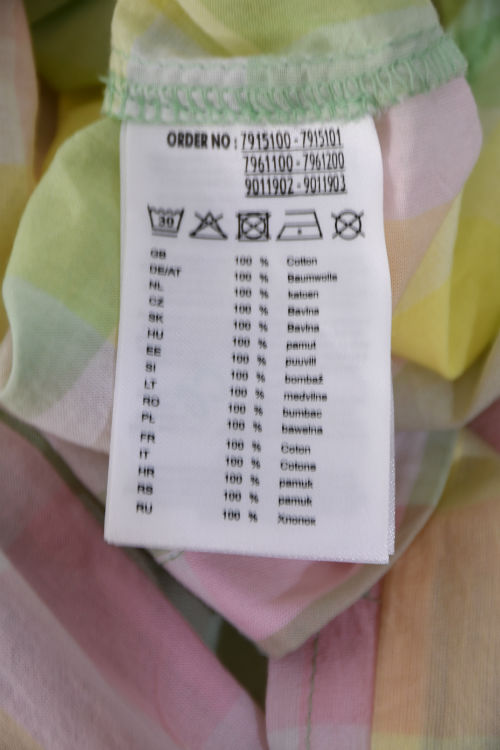 ORDER NO : 7915100 - 7915101
7961100 - 7961200
9011902 - 9011903
30
GB 100 % Cotton
DE/AT 100 % Baumwolle
NL 100 % katoen
CZ 100 % Bavlna
SK 100 % Bavlna
HU 100 % pamut
EE 100 % puuvill
SI 100 % bombaž
LT 100 % medvilna
RO 100 % bumbac
PL 100 % bawelna
FR 100 % Coton
IT 100 % Cotone
HR 100 % pamuk
RS 100 % pamuk
RU 100 % Хлопок